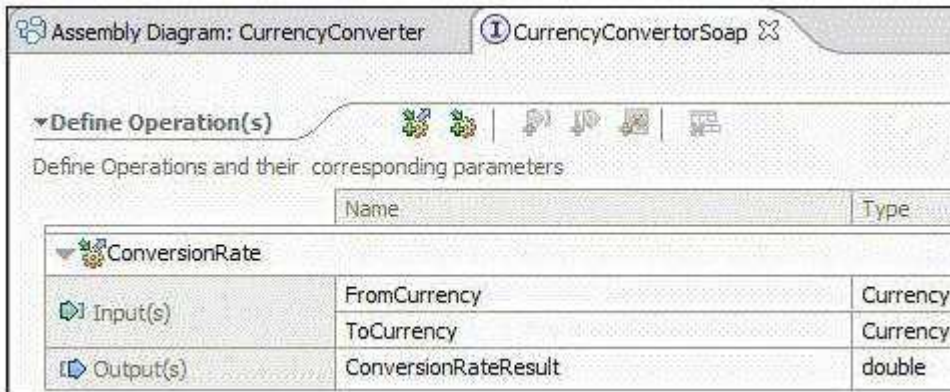 Assembly Diagram: CurrencyConverter CurrencyConvertorSoap
Define Operation(s)
Define Operations and their corresponding parameters
Name Type
ConversionRate
Input(s) FromCurrency Currency
ToCurrency Currency
Output(s) ConversionRateResult double